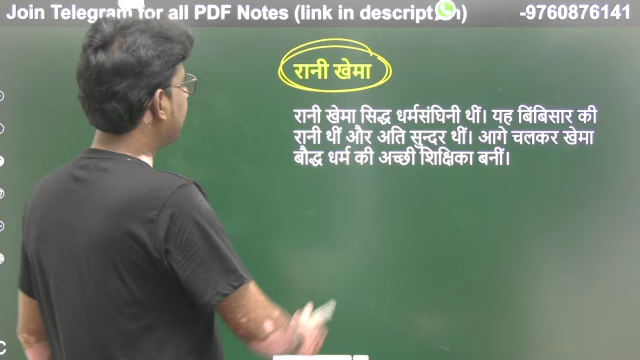 Join Telegram for all PDF Notes (link in description) -9760876141
रानी खेमा
रानी खेमा सिद्ध धर्मसंघिनी थीं। यह बिंबिसार की
रानी थीं और अति सुन्दर थीं। आगे चलकर खेमा
बौद्ध धर्म की अच्छी शिक्षिका बनीं।